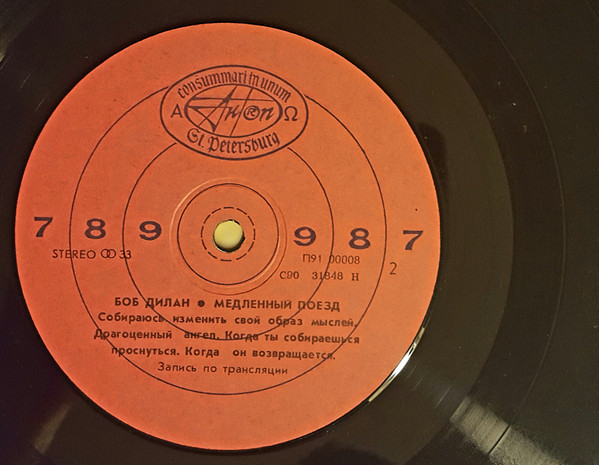 consummari in unum
Α АнTроп Ω
St. Petersburg
7 8 9 9 8 7
STEREO 33
П91 00008
С90 31848 Н
2
БОБ ДИЛАН ● МЕДЛЕННЫЙ ПОЕЗД
Собираюсь изменить свой образ мыслей.
Драгоценный ангел. Когда ты собираешься
проснуться. Когда он возвращается.
Запись по трансляции